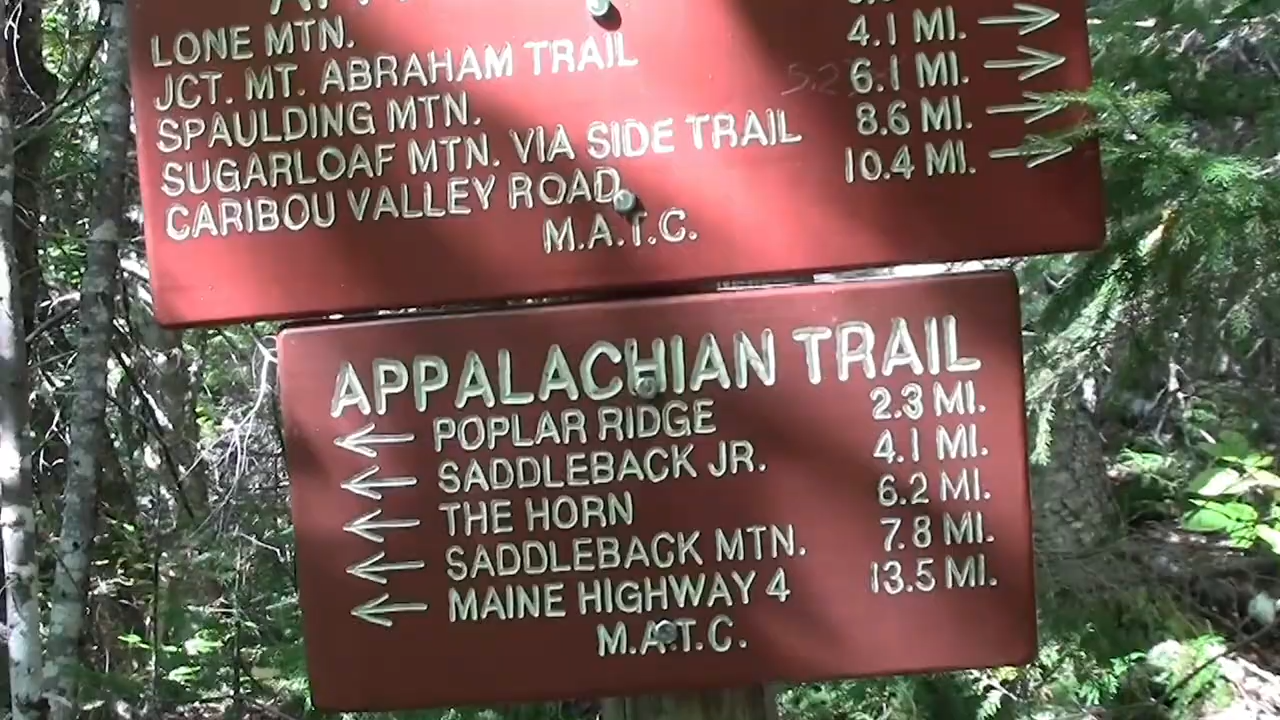 LONE MTN.
JCT. MT. ABRAHAM TRAIL 4.1 MI. →
SPAULDING MTN. 6.1 MI. →
SUGARLOAF MTN. VIA SIDE TRAIL 8.6 MI. →
CARIBOU VALLEY ROAD 10.4 MI. →
M.A.T.C.
APPALACHIAN TRAIL
← POPLAR RIDGE 2.3 MI.
← SADDLEBACK JR. 4.1 MI.
← THE HORN 6.2 MI.
← SADDLEBACK MTN. 7.8 MI.
← MAINE HIGHWAY 4 13.5 MI.
M.A.T.C.